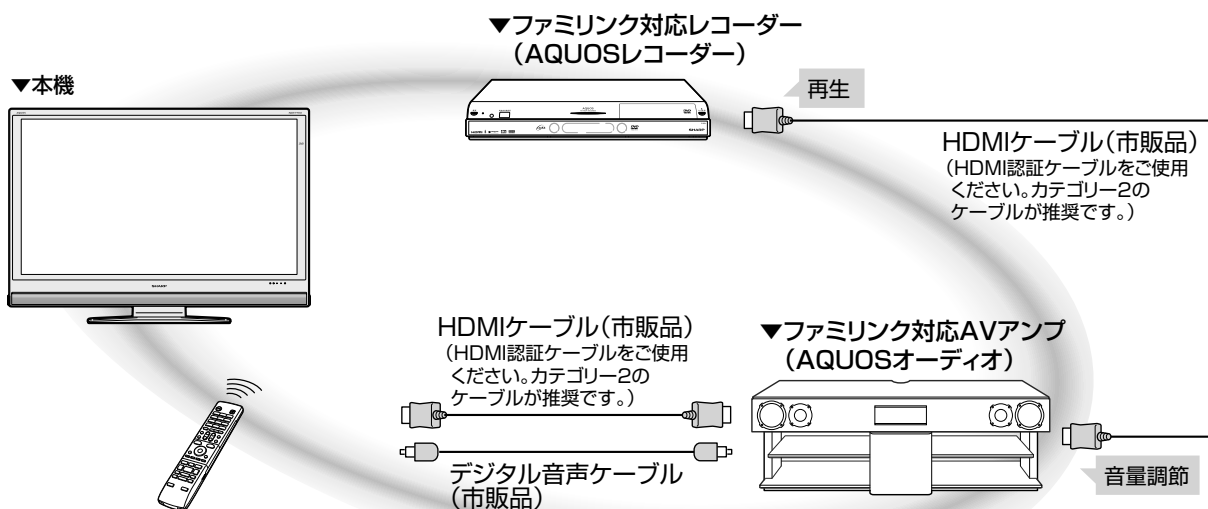 ▼ファミリンク対応レコーダー
（AQUOSレコーダー）
▼本機
再生
HDMIケーブル（市販品）
（HDMI認証ケーブルをご使用
ください。カテゴリー2の
ケーブルが推奨です。）
SHARP
SHARP
HDMIケーブル（市販品）
（HDMI認証ケーブルをご使用
ください。カテゴリー2の
ケーブルが推奨です。）
▼ファミリンク対応AVアンプ
（AQUOSオーディオ）
デジタル音声ケーブル
（市販品）
音量調節